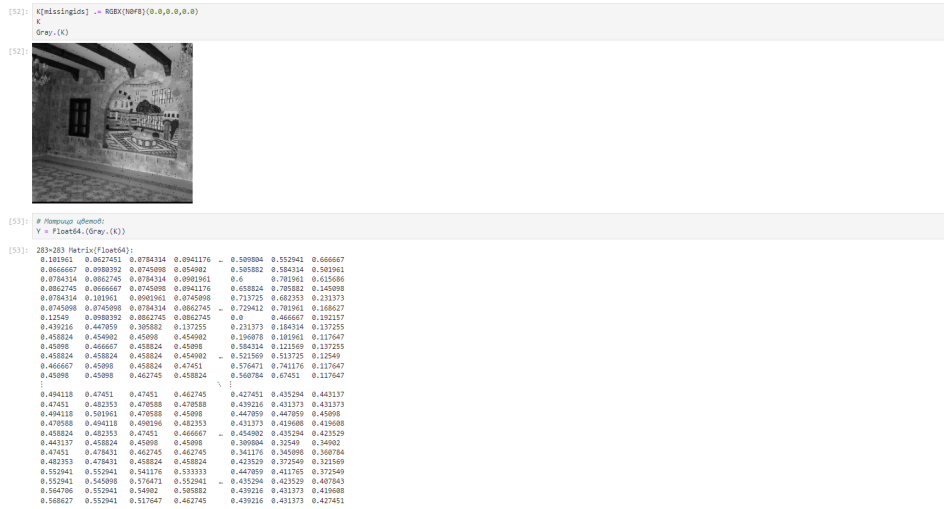 [52]: K[missingids] .= RGBX{N0f8}(0.0,0.0,0.0)
K
Gray.(K)
[52]:
[53]: # Матрица цветов:
Y = Float64.(Gray.(K))
[53]: 283×283 Matrix{Float64}:
0.101961 0.0627451 0.0784314 0.0941176 … 0.509804 0.552941 0.666667
0.0666667 0.0980392 0.0745098 0.054902 0.505882 0.584314 0.501961
0.0784314 0.0862745 0.0784314 0.0901961 0.6 0.701961 0.615686
0.0862745 0.0666667 0.0745098 0.0941176 0.658824 0.705882 0.145098
0.0784314 0.101961 0.0901961 0.0745098 0.713725 0.682353 0.231373
0.0745098 0.0745098 0.0784314 0.0862745 … 0.729412 0.701961 0.168627
0.12549 0.0980392 0.0862745 0.0862745 0.0 0.466667 0.192157
0.439216 0.447059 0.305882 0.137255 0.231373 0.184314 0.137255
0.458824 0.454902 0.45098 0.454902 0.196078 0.101961 0.117647
0.45098 0.466667 0.458824 0.45098 0.584314 0.121569 0.137255
0.458824 0.458824 0.458824 0.454902 … 0.521569 0.513725 0.12549
0.466667 0.45098 0.458824 0.47451 0.576471 0.741176 0.117647
0.45098 0.45098 0.462745 0.458824 0.560784 0.67451 0.117647
⋮ ⋱ ⋮
0.494118 0.47451 0.47451 0.462745 0.427451 0.435294 0.443137
0.47451 0.482353 0.470588 0.470588 0.439216 0.431373 0.431373
0.494118 0.501961 0.470588 0.45098 0.447059 0.447059 0.45098
0.470588 0.494118 0.490196 0.482353 0.431373 0.419608 0.419608
0.458824 0.482353 0.47451 0.466667 … 0.454902 0.435294 0.423529
0.443137 0.458824 0.45098 0.45098 0.309804 0.32549 0.34902
0.47451 0.478431 0.462745 0.462745 0.341176 0.345098 0.360784
0.482353 0.478431 0.458824 0.458824 0.423529 0.372549 0.321569
0.552941 0.552941 0.541176 0.533333 0.447059 0.411765 0.372549
0.552941 0.545098 0.576471 0.552941 … 0.435294 0.423529 0.407843
0.564706 0.552941 0.54902 0.505882 0.439216 0.431373 0.419608
0.568627 0.552941 0.517647 0.462745 0.439216 0.431373 0.427451